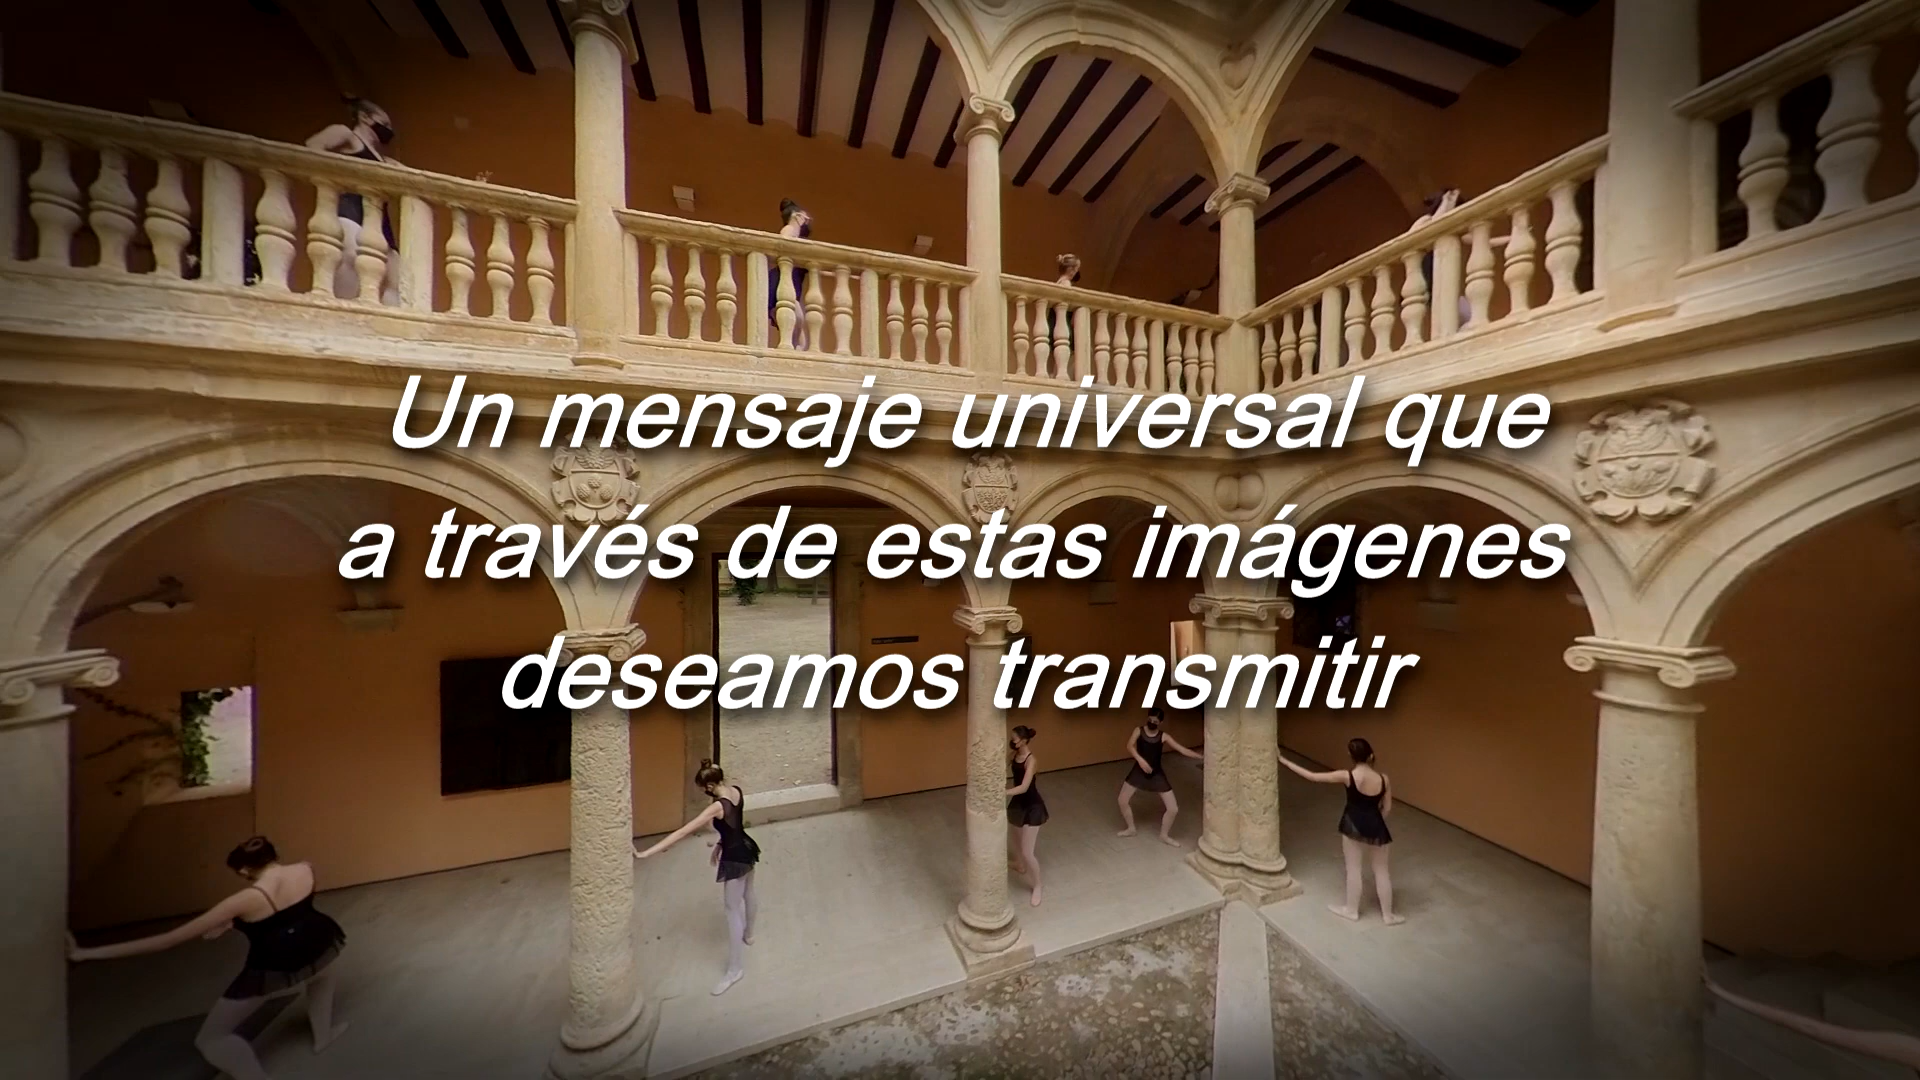 Un mensaje universal que
a través de estas imágenes
deseamos transmitir